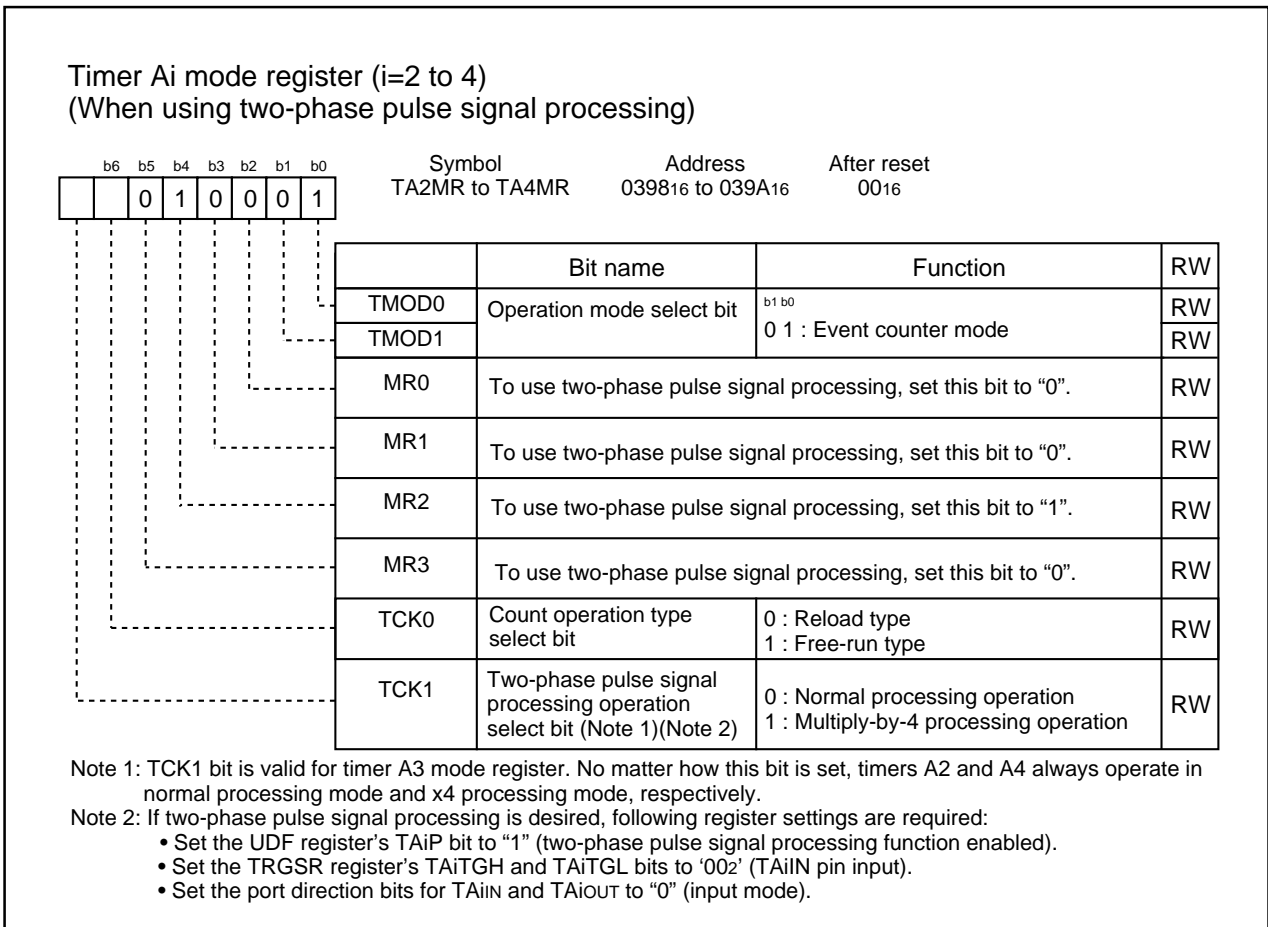 Timer Ai mode register (i=2 to 4)
(When using two-phase pulse signal processing)
b6 b5 b4 b3 b2 b1 b0
0 1 0 0 0 1
Symbol Address After reset
TA2MR to TA4MR 039816 to 039A16 0016
Bit name Function RW
TMOD0 Operation mode select bit b1 b0 RW
0 1 : Event counter mode
TMOD1 RW
MR0 To use two-phase pulse signal processing, set this bit to “0”. RW
MR1 To use two-phase pulse signal processing, set this bit to “0”. RW
MR2 To use two-phase pulse signal processing, set this bit to “1”. RW
MR3 To use two-phase pulse signal processing, set this bit to “0”. RW
TCK0 Count operation type 0 : Reload type RW
select bit 1 : Free-run type
TCK1 Two-phase pulse signal
processing operation 0 : Normal processing operation RW
select bit (Note 1)(Note 2) 1 : Multiply-by-4 processing operation
Note 1: TCK1 bit is valid for timer A3 mode register. No matter how this bit is set, timers A2 and A4 always operate in
normal processing mode and x4 processing mode, respectively.
Note 2: If two-phase pulse signal processing is desired, following register settings are required:
• Set the UDF register’s TAiP bit to “1” (two-phase pulse signal processing function enabled).
• Set the TRGSR register’s TAiTGH and TAiTGL bits to ‘002’ (TAiIN pin input).
• Set the port direction bits for TAiIN and TAiOUT to “0” (input mode).